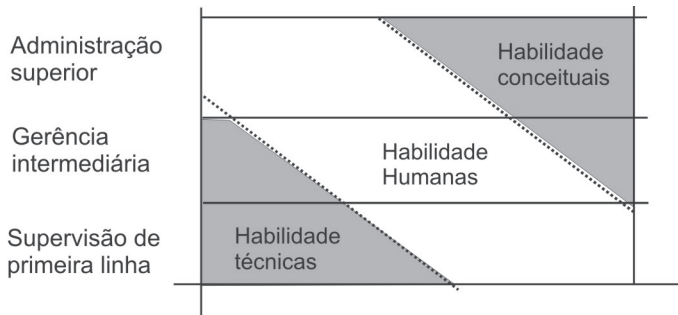 Administração
superior
Habilidade
conceituais
Gerência
intermediária
Habilidade
Humanas
Supervisão de
primeira linha
Habilidade
técnicas